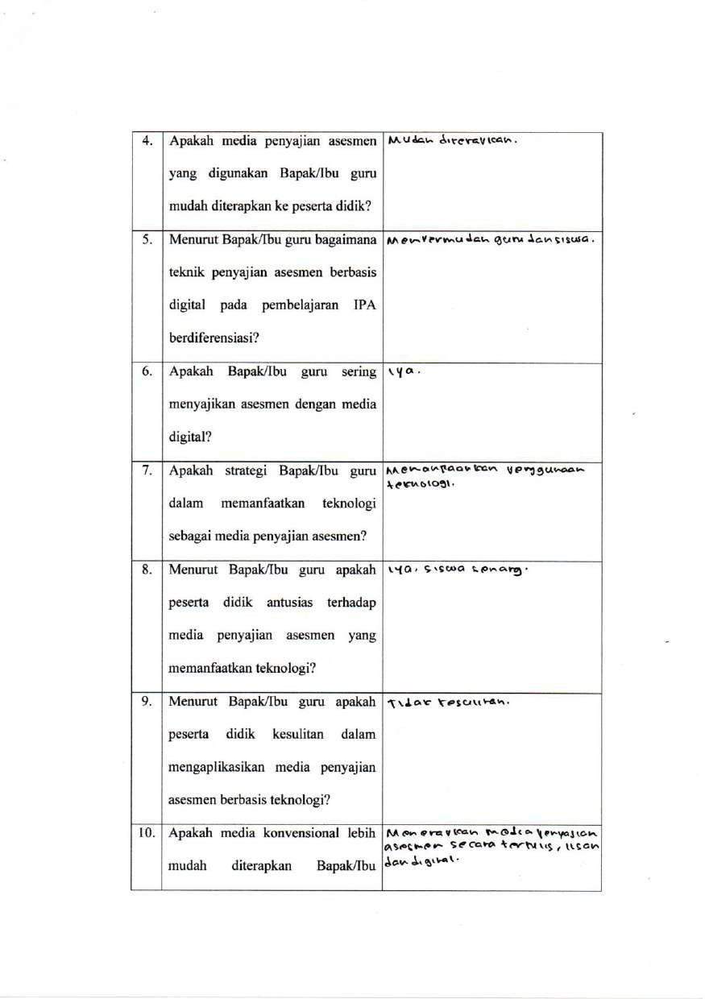 4. Apakah media penyajian asesmen
yang digunakan Bapak/Ibu guru
mudah diterapkan ke peserta didik?
Mudah diterapkan.
5. Menurut Bapak/Ibu guru bagaimana
teknik penyajian asesmen berbasis
digital pada pembelajaran IPA
berdiferensiasi?
Mempermudah guru dan siswa.
6. Apakah Bapak/Ibu guru sering
menyajikan asesmen dengan media
digital?
iya.
7. Apakah strategi Bapak/Ibu guru
dalam memanfaatkan teknologi
sebagai media penyajian asesmen?
Memanfaatkan penggunaan
teknologi.
8. Menurut Bapak/Ibu guru apakah
peserta didik antusias terhadap
media penyajian asesmen yang
memanfaatkan teknologi?
iya, siswa senang.
9. Menurut Bapak/Ibu guru apakah
peserta didik kesulitan dalam
mengaplikasikan media penyajian
asesmen berbasis teknologi?
Tidak kesulitan.
10. Apakah media konvensional lebih
mudah diterapkan Bapak/Ibu
Menerapkan media penyajian
asesmen secara tertulis, lisan
dan digital.